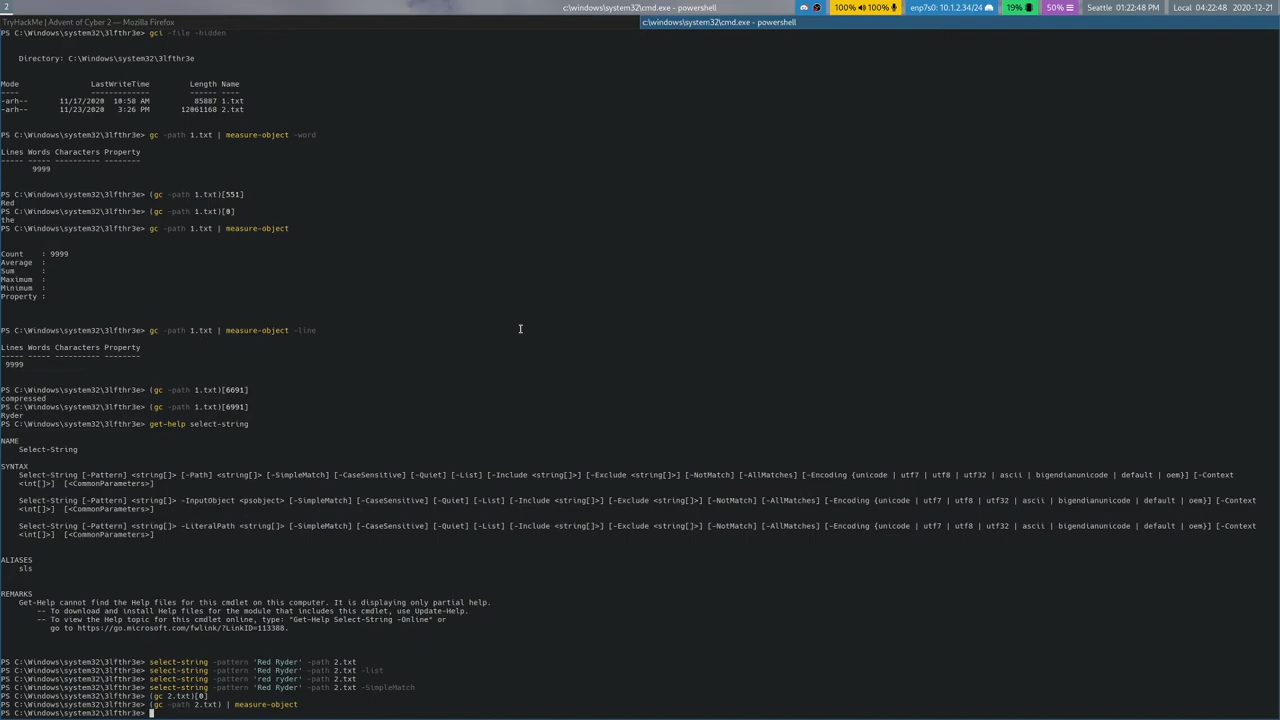 2
c:\windows\system32\cmd.exe - powershell
100% 100%
enp7s0: 10.1.2.34/24
19%
50%
Seattle 01:22:48 PM
Local: 04:22:48
2020-12-21
TryHackMe | Advent of Cyber 2 — Mozilla Firefox
c:\windows\system32\cmd.exe - powershell
PS C:\Windows\system32\3lfthr3e> gci -file -hidden
Directory: C:\Windows\system32\3lfthr3e
Mode LastWriteTime Length Name
---- ------------- ------ ----
-arh-- 11/17/2020 10:58 AM 85887 1.txt
-arh-- 11/23/2020 3:26 PM 12061168 2.txt
PS C:\Windows\system32\3lfthr3e> gc -path 1.txt | measure-object -word
Lines Words Characters Property
----- ----- ---------- --------
9999
PS C:\Windows\system32\3lfthr3e> (gc -path 1.txt)[551]
Red
PS C:\Windows\system32\3lfthr3e> (gc -path 1.txt)[0]
the
PS C:\Windows\system32\3lfthr3e> gc -path 1.txt | measure-object
Count : 9999
Average :
Sum :
Maximum :
Minimum :
Property :
PS C:\Windows\system32\3lfthr3e> gc -path 1.txt | measure-object -line
Lines Words Characters Property
----- ----- ---------- --------
9999
PS C:\Windows\system32\3lfthr3e> (gc -path 1.txt)[6691]
compressed
PS C:\Windows\system32\3lfthr3e> (gc -path 1.txt)[6991]
Ryder
PS C:\Windows\system32\3lfthr3e> get-help select-string
NAME
Select-String
SYNTAX
Select-String [-Pattern] <string[]> [-Path] <string[]> [-SimpleMatch] [-CaseSensitive] [-Quiet] [-List] [-Include <string[]>] [-Exclude <string[]>] [-NotMatch] [-AllMatches] [-Encoding {unicode | utf7 | utf8 | utf32 | ascii | bigendianunicode | default | oem}] [-Context
<int[]>] [<CommonParameters>]
Select-String [-Pattern] <string[]> -InputObject <psobject> [-SimpleMatch] [-CaseSensitive] [-Quiet] [-List] [-Include <string[]>] [-Exclude <string[]>] [-NotMatch] [-AllMatches] [-Encoding {unicode | utf7 | utf8 | utf32 | ascii | bigendianunicode | default | oem}] [-Context
<int[]>] [<CommonParameters>]
Select-String [-Pattern] <string[]> -LiteralPath <string[]> [-SimpleMatch] [-CaseSensitive] [-Quiet] [-List] [-Include <string[]>] [-Exclude <string[]>] [-NotMatch] [-AllMatches] [-Encoding {unicode | utf7 | utf8 | utf32 | ascii | bigendianunicode | default | oem}] [-Context
<int[]>] [<CommonParameters>]
ALIASES
sls
REMARKS
Get-Help cannot find the Help files for this cmdlet on this computer. It is displaying only partial help.
-- To download and install Help files for the module that includes this cmdlet, use Update-Help.
-- To view the Help topic for this cmdlet online, type: "Get-Help Select-String -Online" or
go to https://go.microsoft.com/fwlink/?LinkID=113388.
PS C:\Windows\system32\3lfthr3e> select-string -pattern 'Red Ryder' -path 2.txt
PS C:\Windows\system32\3lfthr3e> select-string -pattern 'Red Ryder' -path 2.txt -list
PS C:\Windows\system32\3lfthr3e> select-string -pattern 'red ryder' -path 2.txt
PS C:\Windows\system32\3lfthr3e> select-string -pattern 'Red Ryder' -path 2.txt -SimpleMatch
PS C:\Windows\system32\3lfthr3e> (gc 2.txt)[0]
PS C:\Windows\system32\3lfthr3e> (gc -path 2.txt) | measure-object
PS C:\Windows\system32\3lfthr3e>